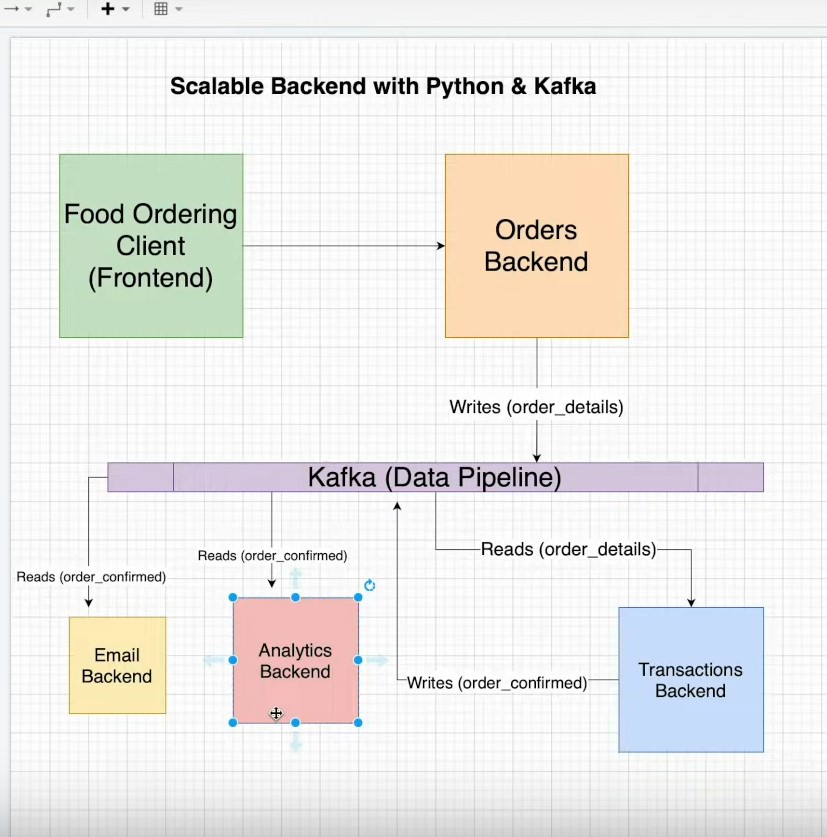 Scalable Backend with Python & Kafka
Food Ordering
Client
(Frontend)
Orders
Backend
Writes (order_details)
Kafka (Data Pipeline)
Reads (order_details)
Reads (order_confirmed)
Reads (order_confirmed)
Email
Backend
Analytics
Backend
Writes (order_confirmed)
Transactions
Backend